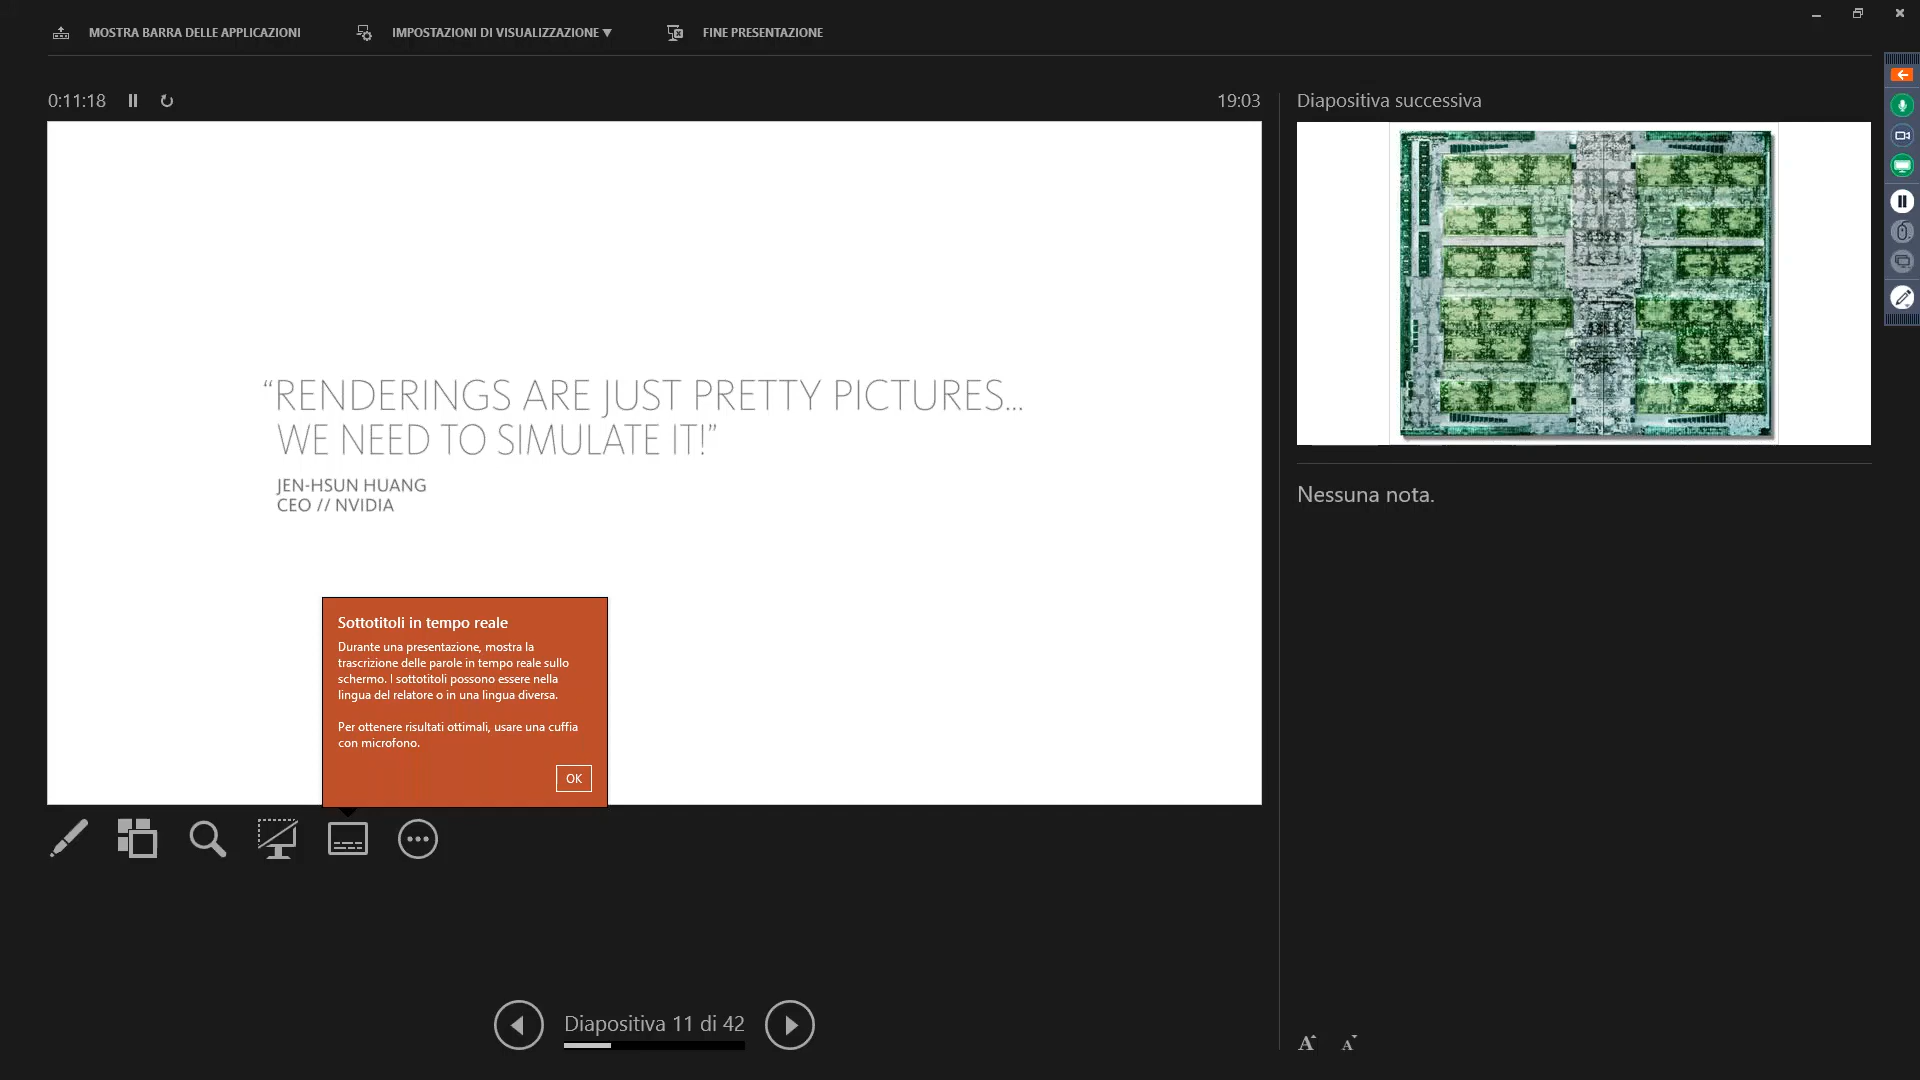 MOSTRA BARRA DELLE APPLICAZIONI
IMPOSTAZIONI DI VISUALIZZAZIONE ▼
FINE PRESENTAZIONE
0:11:18
19:03
Diapositiva successiva
“RENDERINGS ARE JUST PRETTY PICTURES...
WE NEED TO SIMULATE IT!”
JEN-HSUN HUANG
CEO // NVIDIA
Nessuna nota.
Sottotitoli in tempo reale
Durante una presentazione, mostra la
trascrizione delle parole in tempo reale sullo
schermo. I sottotitoli possono essere nella
lingua del relatore o in una lingua diversa.
Per ottenere risultati ottimali, usare una cuffia
con microfono.
OK
Diapositiva 11 di 42
A A